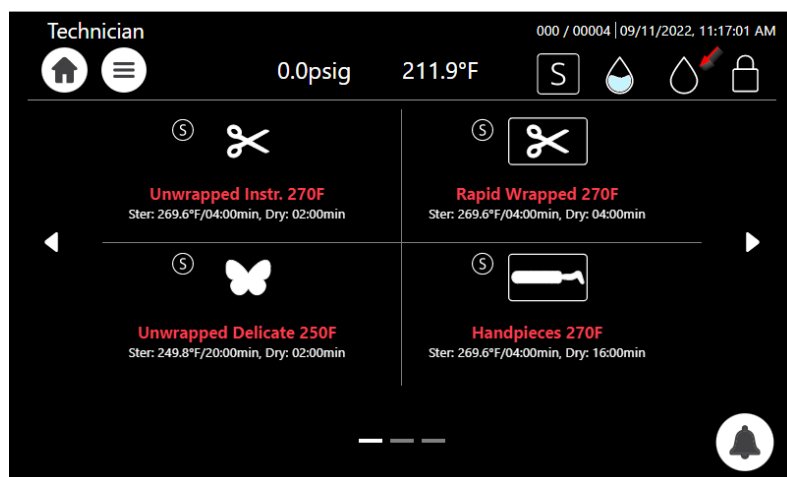 Technician
000 / 00004 | 09/11/2022, 11:17:01 AM
0.0psig 211.9°F S
S
Unwrapped Instr. 270F
Ster: 269.6°F/04:00min, Dry: 02:00min
S
Rapid Wrapped 270F
Ster: 269.6°F/04:00min, Dry: 04:00min
S
Unwrapped Delicate 250F
Ster: 249.8°F/20:00min, Dry: 02:00min
S
Handpieces 270F
Ster: 269.6°F/04:00min, Dry: 16:00min